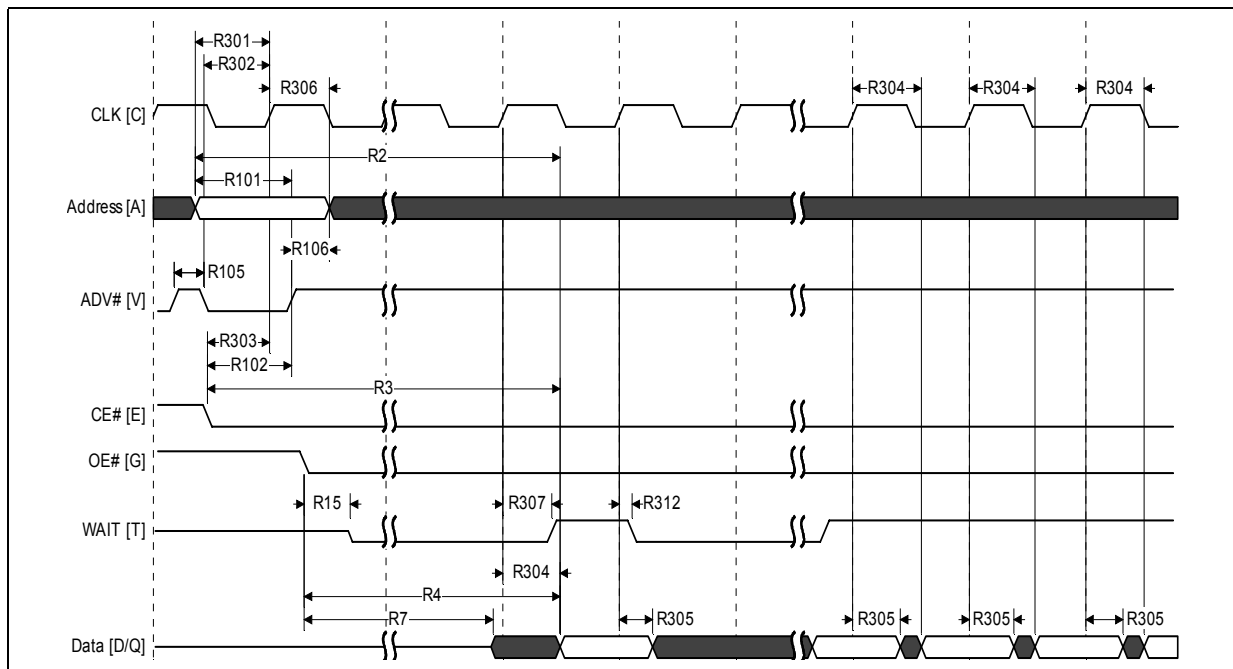 R301
R302
R306
R304 R304 R304
CLK [C]
R2
R101
Address [A]
R106
R105
ADV# [V]
R303
R102
R3
CE# [E]
OE# [G]
R15 R307 R312
WAIT [T]
R304
R4
R7 R305 R305 R305 R305
Data [D/Q]